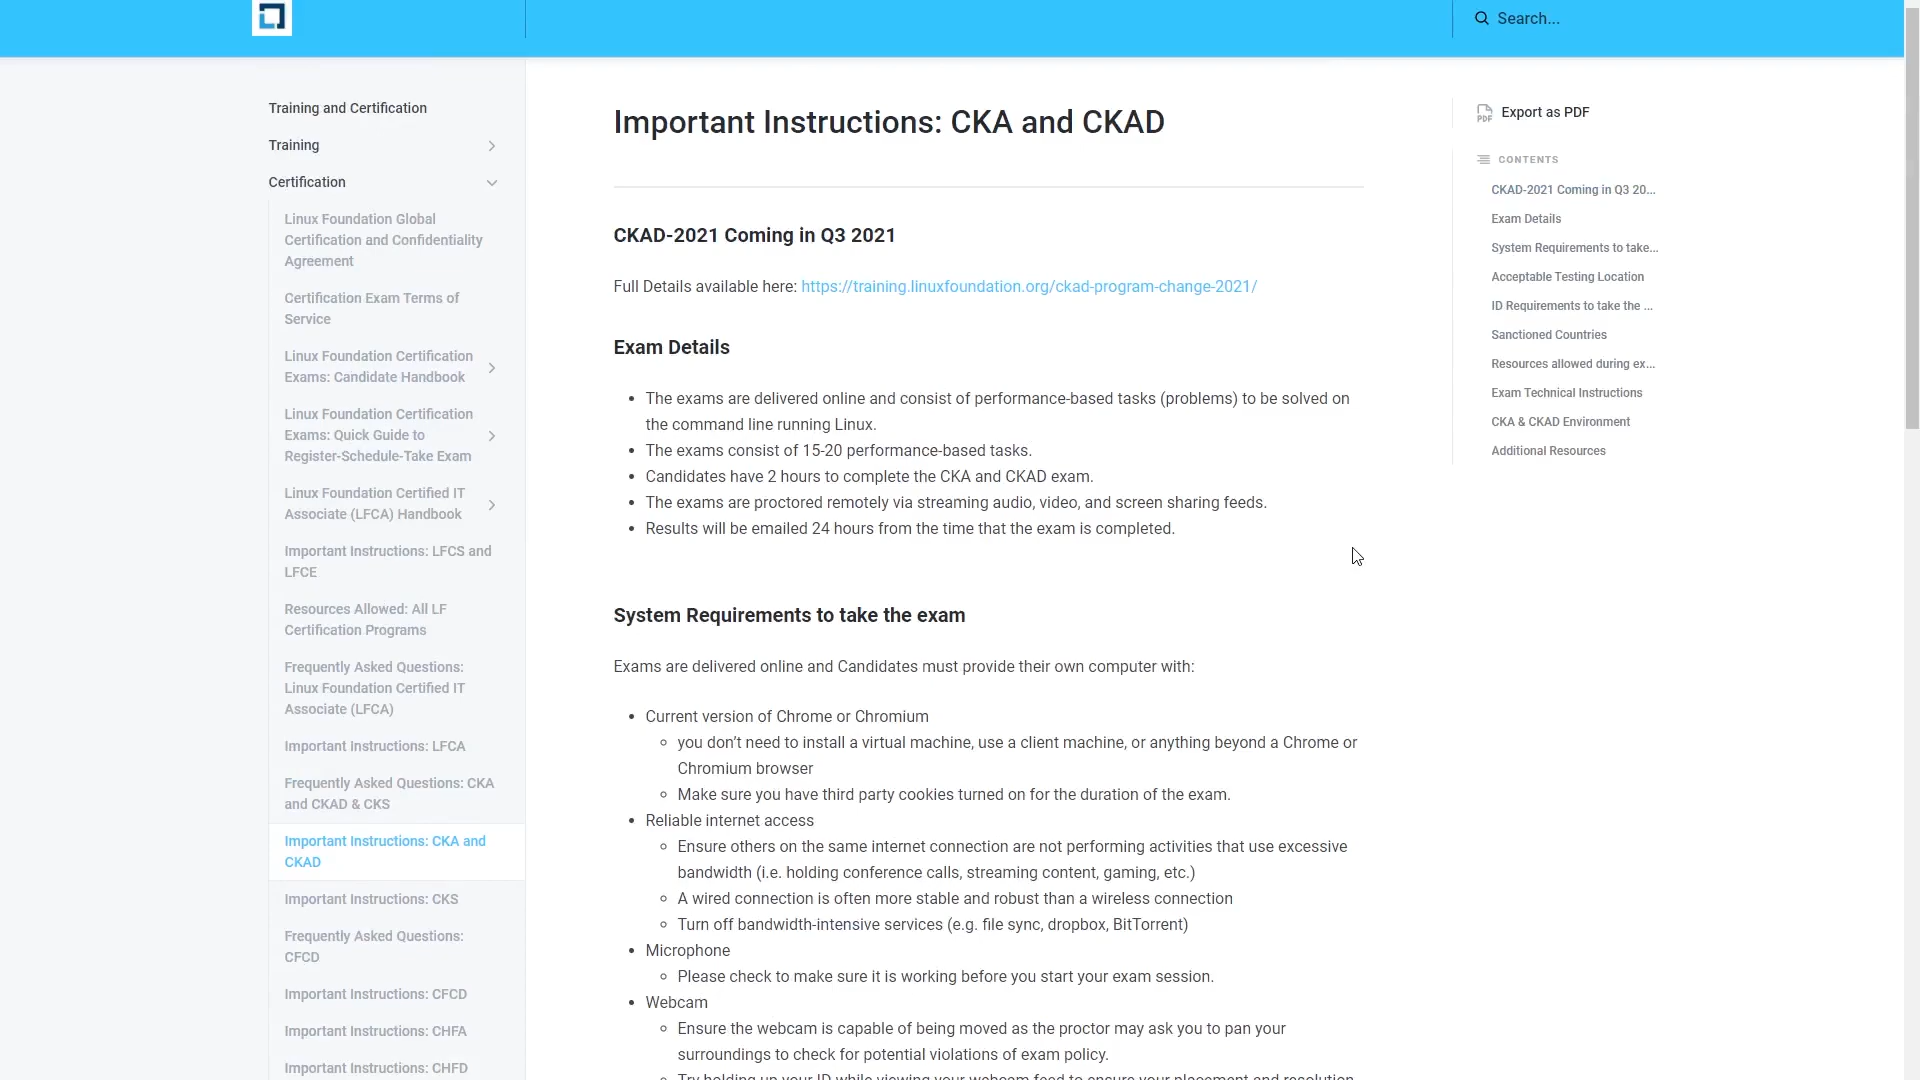 Search...
Training and Certification
Training
Certification
Linux Foundation Global
Certification and Confidentiality
Agreement
Certification Exam Terms of
Service
Linux Foundation Certification
Exams: Candidate Handbook
Linux Foundation Certification
Exams: Quick Guide to
Register-Schedule-Take Exam
Linux Foundation Certified IT
Associate (LFCA) Handbook
Important Instructions: LFCS and
LFCE
Resources Allowed: All LF
Certification Programs
Frequently Asked Questions:
Linux Foundation Certified IT
Associate (LFCA)
Important Instructions: LFCA
Frequently Asked Questions: CKA
and CKAD & CKS
Important Instructions: CKA and
CKAD
Important Instructions: CKS
Frequently Asked Questions:
CFCD
Important Instructions: CFCD
Important Instructions: CHFA
Important Instructions: CHFD
Important Instructions: CKA and CKAD
CKAD-2021 Coming in Q3 2021
Full Details available here: https://training.linuxfoundation.org/ckad-program-change-2021/
Exam Details
The exams are delivered online and consist of performance-based tasks (problems) to be solved on
the command line running Linux.
The exams consist of 15-20 performance-based tasks.
Candidates have 2 hours to complete the CKA and CKAD exam.
The exams are proctored remotely via streaming audio, video, and screen sharing feeds.
Results will be emailed 24 hours from the time that the exam is completed.
System Requirements to take the exam
Exams are delivered online and Candidates must provide their own computer with:
Current version of Chrome or Chromium
you don’t need to install a virtual machine, use a client machine, or anything beyond a Chrome or
Chromium browser
Make sure you have third party cookies turned on for the duration of the exam.
Reliable internet access
Ensure others on the same internet connection are not performing activities that use excessive
bandwidth (i.e. holding conference calls, streaming content, gaming, etc.)
A wired connection is often more stable and robust than a wireless connection
Turn off bandwidth-intensive services (e.g. file sync, dropbox, BitTorrent)
Microphone
Please check to make sure it is working before you start your exam session.
Webcam
Ensure the webcam is capable of being moved as the proctor may ask you to pan your
surroundings to check for potential violations of exam policy.
Try holding up your ID while viewing your webcam feed to ensure your placement and resolution
PDF Export as PDF
CONTENTS
CKAD-2021 Coming in Q3 20...
Exam Details
System Requirements to take...
Acceptable Testing Location
ID Requirements to take the ...
Sanctioned Countries
Resources allowed during ex...
Exam Technical Instructions
CKA & CKAD Environment
Additional Resources